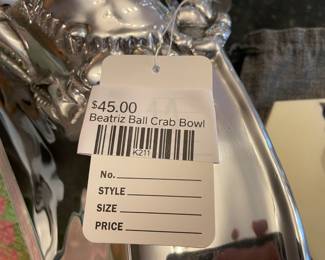 $45.00
Beatriz Ball Crab Bowl
K211
No.
STYLE
SIZE
PRICE